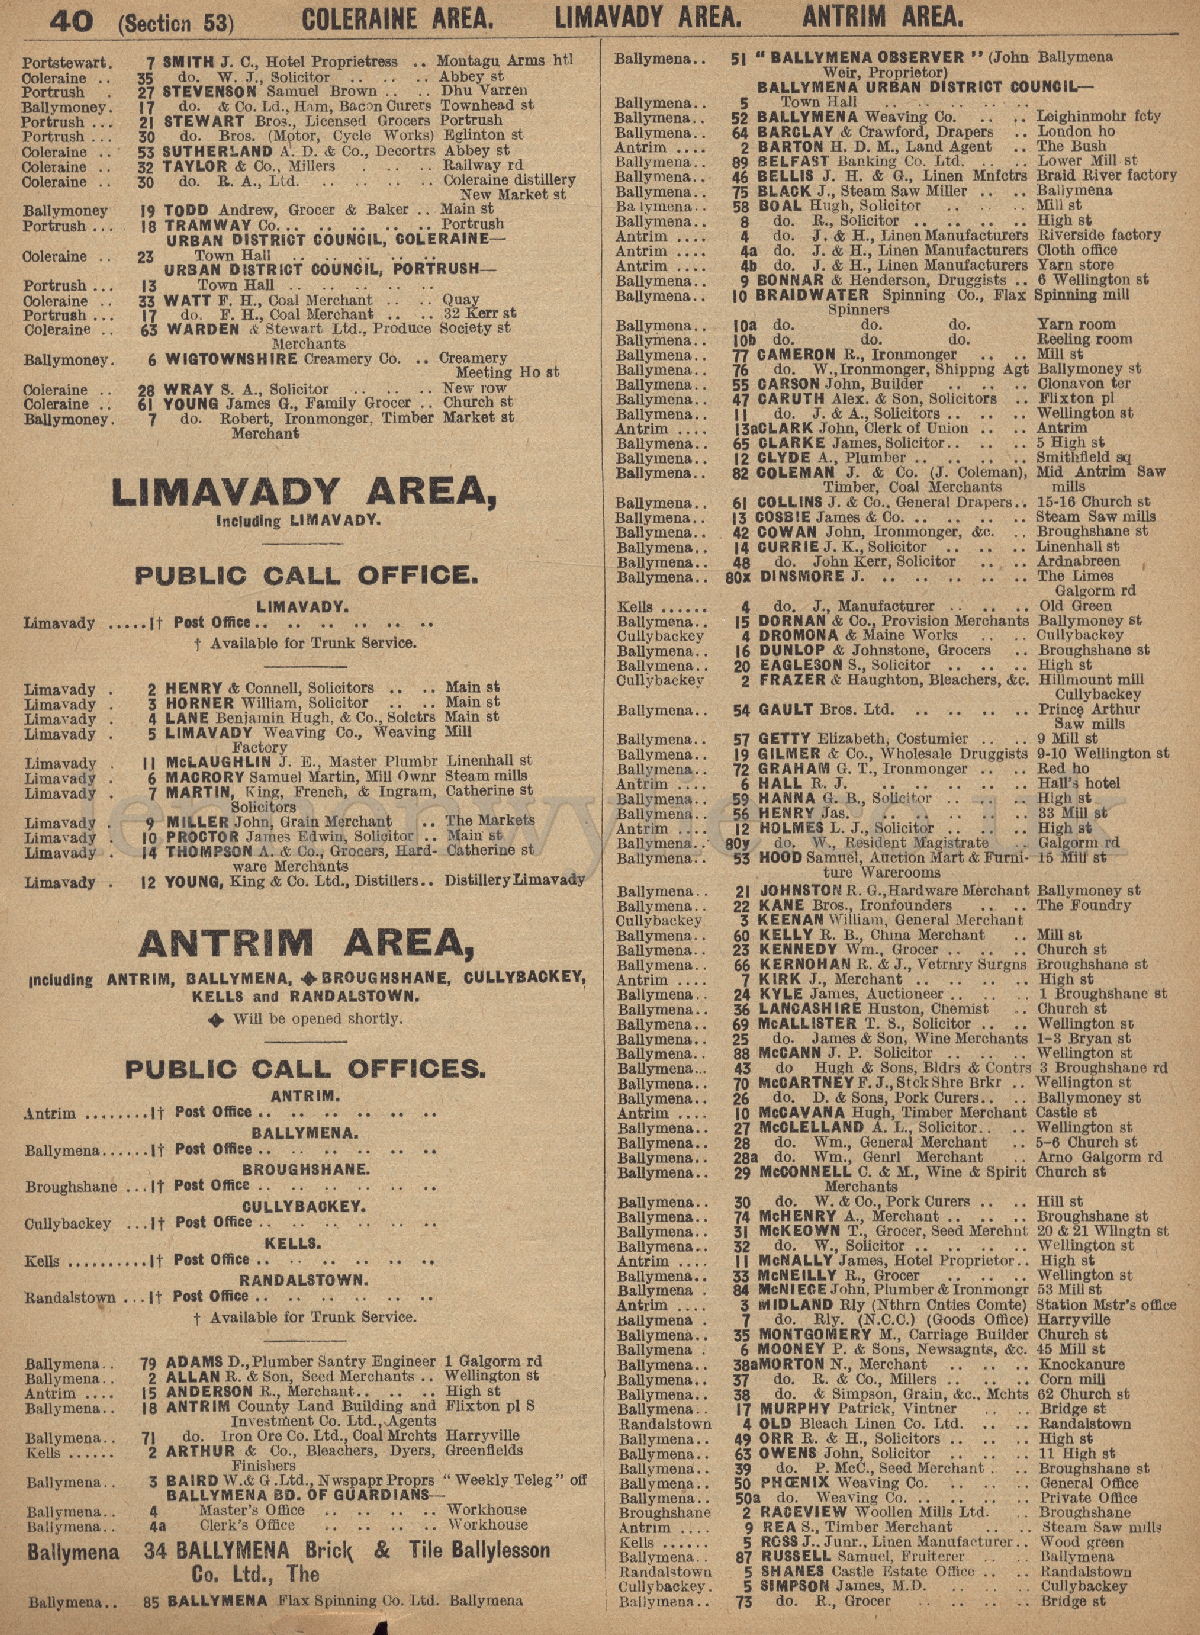 40 (Section 53) COLERAINE AREA. LIMAVADY AREA. ANTRIM AREA.
Portstewart. 7 SMITH J. C., Hotel Proprietress .. Montagu Arms htl
Coleraine .. 35 do. W. J., Solicitor .. .. .. Abbey st
Portrush . 27 STEVENSON Samuel Brown .. .. Dhu Varren
Ballymoney. 17 do. & Co. Ld., Ham, Bacon Curers Townhead st
Portrush ... 21 STEWART Bros., Licensed Grocers Portrush
Portrush ... 30 do. Bros. (Motor, Cycle Works) Eglinton st
Coleraine .. 53 SUTHERLAND A. D. & Co., Decortrs Abbey st
Coleraine .. 32 TAYLOR & Co., Millers .. .. Railway rd
Coleraine .. 30 do. R. A., Ltd. .. .. .. .. Coleraine distillery
New Market st
Ballymoney 19 TODD Andrew, Grocer & Baker .. Main st
Portrush ... 18 TRAMWAY Co. .. .. .. .. .. Portrush
URBAN DISTRICT COUNCIL, COLERAINE—
Coleraine .. 23 Town Hall .. .. .. .. ..
URBAN DISTRICT COUNCIL, PORTRUSH—
Portrush ... 13 Town Hall .. .. .. .. ..
Coleraine .. 33 WATT F. H., Coal Merchant .. .. Quay
Portrush ... 17 do. F. H., Coal Merchant .. .. 32 Kerr st
Coleraine .. 63 WARDEN & Stewart Ltd., Produce Society st
Merchants
Ballymoney. 6 WIGTOWNSHIRE Creamery Co. .. Creamery
Meeting Ho st
Coleraine .. 28 WRAY S. A., Solicitor .. .. .. New row
Coleraine .. 61 YOUNG James G., Family Grocer .. Church st
Ballymoney. 7 do. Robert, Ironmonger, Timber Market st
Merchant
LIMAVADY AREA,
Including LIMAVADY.
PUBLIC CALL OFFICE.
LIMAVADY.
Limavady .....1† Post Office .. .. .. .. .. ..
† Available for Trunk Service.
Limavady . 2 HENRY & Connell, Solicitors .. .. Main st
Limavady . 3 HORNER William, Solicitor .. .. Main st
Limavady . 4 LANE Benjamin Hugh, & Co., Solctrs Main st
Limavady . 5 LIMAVADY Weaving Co., Weaving Mill
Factory
Limavady . 11 McLAUGHLIN J. E., Master Plumbr Linenhall st
Limavady . 6 MACRORY Samuel Martin, Mill Ownr Steam mills
Limavady . 7 MARTIN, King, French, & Ingram, Catherine st
Solicitors
Limavady . 9 MILLER John, Grain Merchant .. The Markets
Limavady . 10 PROCTOR James Edwin, Solicitor .. Main st
Limavady . 14 THOMPSON A. & Co., Grocers, Hard- Catherine st
ware Merchants
Limavady . 12 YOUNG, King & Co. Ltd., Distillers.. Distillery Limavady
ANTRIM AREA,
including ANTRIM, BALLYMENA, ✥ BROUGHSHANE, CULLYBACKEY,
KELLS and RANDALSTOWN.
✥ Will be opened shortly.
PUBLIC CALL OFFICES.
ANTRIM.
Antrim ........1† Post Office .. .. .. .. .. ..
BALLYMENA.
Ballymena......1† Post Office .. .. .. .. .. ..
BROUGHSHANE.
Broughshane ...1† Post Office .. .. .. .. .. ..
CULLYBACKEY.
Cullybackey ...1† Post Office .. .. .. .. .. ..
KELLS.
Kells ..........1† Post Office .. .. .. .. .. ..
RANDALSTOWN.
Randalstown ...1† Post Office .. .. .. .. .. ..
† Available for Trunk Service.
Ballymena.. 79 ADAMS D., Plumber Santry Engineer 1 Galgorm rd
Ballymena.. 2 ALLAN R. & Son, Seed Merchants .. Wellington st
Antrim .... 15 ANDERSON R., Merchant.. .. .. High st
Ballymena.. 18 ANTRIM County Land Building and Flixton pl S
Investment Co. Ltd., Agents
Ballymena.. 71 do. Iron Ore Co. Ltd., Coal Mrchts Harryville
Kells ...... 2 ARTHUR & Co., Bleachers, Dyers, Greenfields
Finishers
Ballymena.. 3 BAIRD W. & G. Ltd., Nwspapr Proprs "Weekly Teleg" off
BALLYMENA BD. OF GUARDIANS—
Ballymena.. 4 Master's Office .. .. .. .. Workhouse
Ballymena.. 4a Clerk's Office .. .. .. .. Workhouse
Ballymena 34 BALLYMENA Brick & Tile Ballylesson
Co. Ltd., The
Ballymena.. 85 BALLYMENA Flax Spinning Co. Ltd. Ballymena
Ballymena.. 51 "BALLYMENA OBSERVER" (John Ballymena
Weir, Proprietor)
BALLYMENA URBAN DISTRICT COUNCIL—
Ballymena.. 5 Town Hall .. .. .. .. ..
Ballymena.. 52 BALLYMENA Weaving Co. .. .. Leighinmohr fcty
Ballymena.. 64 BARCLAY & Crawford, Drapers .. London ho
Antrim .... 2 BARTON H. D. M., Land Agent .. The Bush
Ballymena.. 89 BELFAST Banking Co. Ltd. .. .. Lower Mill st
Ballymena.. 46 BELLIS J. H. & G., Linen Mnfctrs Braid River factory
Ballymena.. 75 BLACK J., Steam Saw Miller .. .. Ballymena
Ballymena.. 58 BOAL Hugh, Solicitor .. .. .. Mill st
Ballymena.. 8 do. R., Solicitor .. .. .. .. High st
Antrim .... 4 do. J. & H., Linen Manufacturers Riverside factory
Antrim .... 4a do. J. & H., Linen Manufacturers Cloth office
Antrim .... 4b do. J. & H., Linen Manufacturers Yarn store
Ballymena.. 9 BONNAR & Henderson, Druggists .. 6 Wellington st
Ballymena.. 10 BRAIDWATER Spinning Co., Flax Spinning mill
Spinners
Ballymena.. 10a do. do. do. Yarn room
Ballymena.. 10b do. do. do. Reeling room
Ballymena.. 77 CAMERON R., Ironmonger .. .. Mill st
Ballymena.. 76 do. W., Ironmonger, Shippng Agt Ballymoney st
Ballymena.. 55 CARSON John, Builder .. .. .. Clonavon ter
Ballymena.. 47 CARUTH Alex. & Son, Solicitors .. Flixton pl
Ballymena.. 11 do. J. & A., Solicitors .. .. .. Wellington st
Antrim .... 13a CLARK John, Clerk of Union .. .. Antrim
Ballymena.. 65 CLARKE James, Solicitor.. .. .. 5 High st
Ballymena.. 12 CLYDE A., Plumber .. .. .. .. Smithfield sq
Ballymena.. 82 COLEMAN J. & Co. (J. Coleman), Mid Antrim Saw
Timber, Coal Merchants mills
Ballymena.. 61 COLLINS J. & Co., General Drapers.. 15-16 Church st
Ballymena.. 13 COSBIE James & Co. .. .. .. .. Steam Saw mills
Ballymena.. 42 COWAN John, Ironmonger, &c. .. Broughshane st
Ballymena.. 14 CURRIE J. K., Solicitor .. .. .. Linenhall st
Ballymena.. 48 do. John Kerr, Solicitor .. .. Ardnabreen
Ballymena.. 80x DINSMORE J. .. .. .. .. .. The Limes
Galgorm rd
Kells ...... 4 do. J., Manufacturer .. .. .. Old Green
Ballymena.. 15 DORNAN & Co., Provision Merchants Ballymoney st
Cullybackey 4 DROMONA & Maine Works .. .. Cullybackey
Ballymena.. 16 DUNLOP & Johnstone, Grocers .. Broughshane st
Ballymena.. 20 EAGLESON S., Solicitor .. .. .. High st
Cullybackey 2 FRAZER & Haughton, Bleachers, &c. Hillmount mill
Cullybackey
Ballymena.. 54 GAULT Bros. Ltd. .. .. .. .. Prince Arthur
Saw mills
Ballymena.. 57 GETTY Elizabeth, Costumier .. .. 9 Mill st
Ballymena.. 19 GILMER & Co., Wholesale Druggists 9-10 Wellington st
Ballymena.. 72 GRAHAM G. T., Ironmonger .. .. Red ho
Antrim .... 6 HALL R. J. .. .. .. .. .. Hall's hotel
Ballymena.. 59 HANNA G. B., Solicitor .. .. .. High st
Ballymena.. 56 HENRY Jas. .. .. .. .. .. 33 Mill st
Antrim .... 12 HOLMES L. J., Solicitor .. .. .. High st
Ballymena.. 80y do. W., Resident Magistrate .. Galgorm rd
Ballymena.. 53 HOOD Samuel, Auction Mart & Furni- 15 Mill st
ture Warerooms
Ballymena.. 21 JOHNSTON R. G., Hardware Merchant Ballymoney st
Ballymena.. 22 KANE Bros., Ironfounders .. .. The Foundry
Cullybackey 3 KEENAN William, General Merchant
Ballymena.. 60 KELLY R. B., China Merchant .. Mill st
Ballymena.. 23 KENNEDY Wm., Grocer .. .. .. Church st
Ballymena.. 66 KERNOHAN R. & J., Vetrnry Surgns Broughshane st
Antrim .... 7 KIRK J., Merchant .. .. .. .. High st
Ballymena.. 24 KYLE James, Auctioneer .. .. .. 1 Broughshane st
Ballymena.. 36 LANCASHIRE Huston, Chemist .. Church st
Ballymena.. 69 McALLISTER T. S., Solicitor .. .. Wellington st
Ballymena.. 25 do. James & Son, Wine Merchants 1-3 Bryan st
Ballymena.. 88 McCANN J. P. Solicitor .. .. .. Wellington st
Ballymena... 43 do Hugh & Sons, Bldrs & Contrs 3 Broughshane rd
Ballymena.. 70 McCARTNEY F. J., Stck Shre Brkr .. Wellington st
Ballymena.. 26 do. D. & Sons, Pork Curers.. .. Ballymoney st
Antrim .... 10 McCAVANA Hugh, Timber Merchant Castle st
Ballymena.. 27 McCLELLAND A. L., Solicitor.. .. Wellington st
Ballymena.. 28 do. Wm., General Merchant .. 5-6 Church st
Ballymena.. 28a do. Wm., Genrl Merchant .. Arno Galgorm rd
Ballymena.. 29 McCONNELL C. & M., Wine & Spirit Church st
Merchants
Ballymena.. 30 do. W. & Co., Pork Curers .. .. Hill st
Ballymena.. 74 McHENRY A., Merchant .. .. .. Broughshane st
Ballymena.. 31 McKEOWN T., Grocer, Seed Merchnt 20 & 21 Wllngtn st
Ballymena.. 32 do. W., Solicitor .. .. .. .. Wellington st
Antrim .... 11 McNALLY James, Hotel Proprietor.. High st
Ballymena.. 33 McNEILLY R., Grocer .. .. .. Wellington st
Ballymena . 84 McNIECE John, Plumber & Ironmongr 53 Mill st
Antrim .... 3 MIDLAND Rly (Nthrn Cnties Comte) Station Mstr's office
Ballymena . 7 do. Rly. (N.C.C.) (Goods Office) Harryville
Ballymena.. 35 MONTGOMERY M., Carriage Builder Church st
Ballymena . 6 MOONEY P. & Sons, Newsagnts, &c. 45 Mill st
Ballymena.. 38a MORTON N., Merchant .. .. .. Knockanure
Ballymena.. 37 do. R. & Co., Millers .. .. .. Corn mill
Ballymena.. 38 do. & Simpson, Grain, &c., Mchts 62 Church st
Ballymena.. 17 MURPHY Patrick, Vintner .. .. Bridge st
Randalstown 4 OLD Bleach Linen Co. Ltd. .. .. Randalstown
Ballymena.. 49 ORR R. & H., Solicitors .. .. .. High st
Ballymena.. 63 OWENS John, Solicitor .. .. .. 11 High st
Ballymena.. 39 do. P. McC., Seed Merchant .. .. Broughshane st
Ballymena.. 50 PHŒNIX Weaving Co. .. .. .. General Office
Ballymena.. 50a do. Weaving Co. .. .. .. .. Private Office
Broughshane 2 RACEVIEW Woollen Mills Ltd. .. Broughshane
Antrim .... 9 REA S., Timber Merchant .. .. Steam Saw mills
Kells ...... 5 ROSS J., Junr., Linen Manufacturer.. Wood green
Ballymena.. 87 RUSSELL Samuel, Fruiterer .. .. Ballymena
Randalstown 5 SHANES Castle Estate Office .. .. Randalstown
Cullybackey. 5 SIMPSON James, M.D. .. .. .. Cullybackey
Ballymena.. 73 do. R., Grocer .. .. .. .. Bridge st